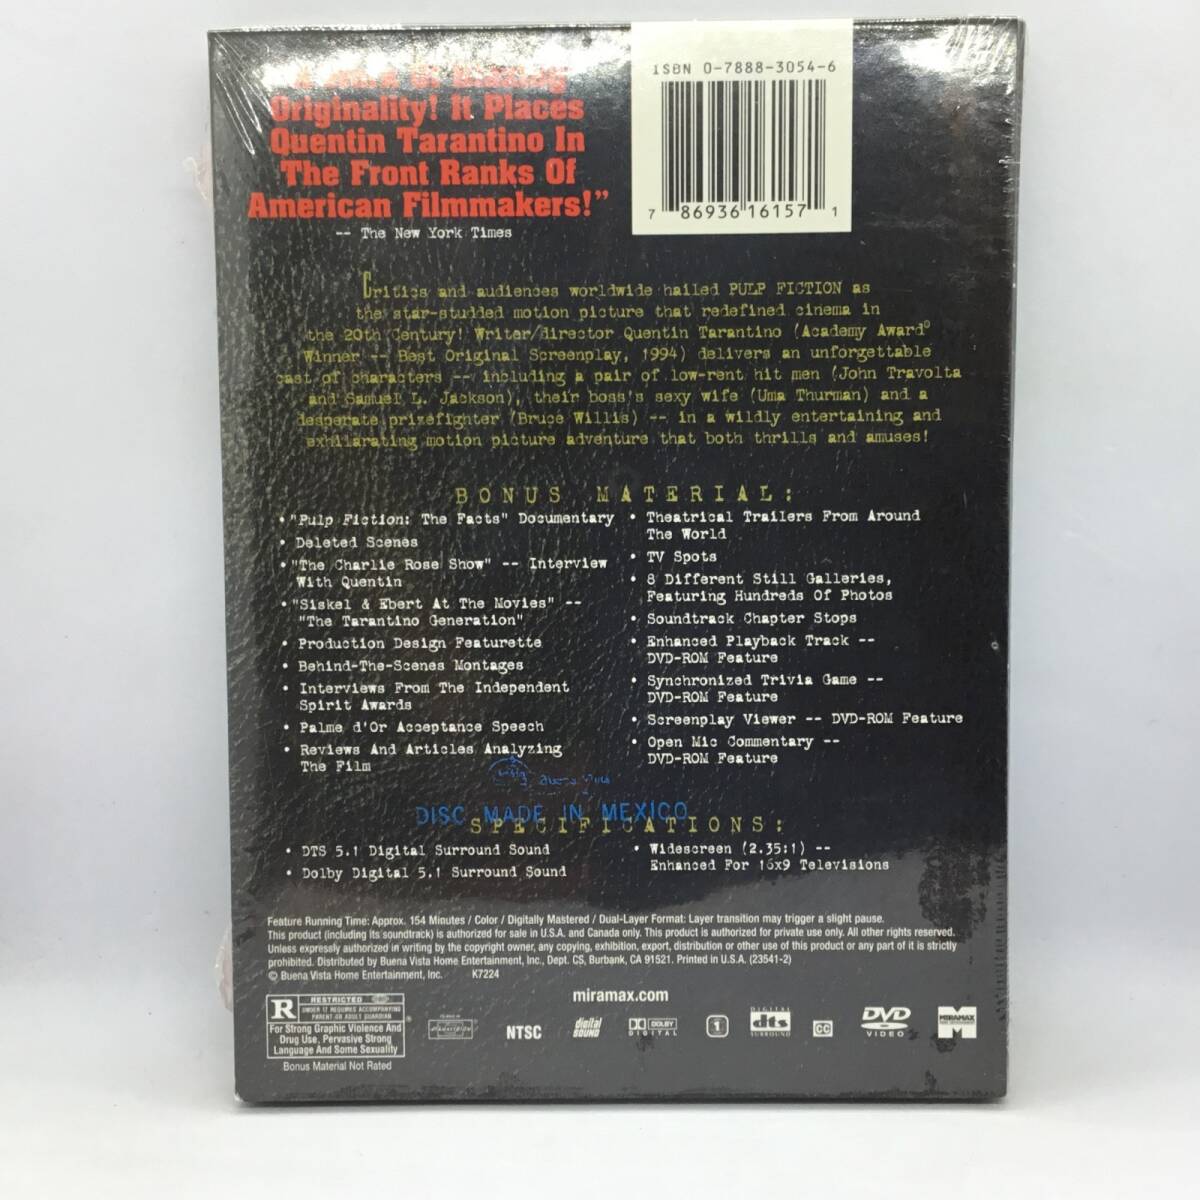 Originality! It Places
Quentin Tarantino In
The Front Ranks Of
American Filmmakers!”
-- The New York Times
ISBN 0-7888-3054-6
7 86936 16157 1
Critics and audiences worldwide hailed PULP FICTION as
the star-studded motion picture that redefined cinema in
the 20th Century! Writer/director Quentin Tarantino (Academy Award®
Winner -- Best Original Screenplay, 1994) delivers an unforgettable
cast of characters -- including a pair of low-rent hit men (John Travolta
and Samuel L. Jackson), their boss's sexy wife (Uma Thurman) and a
desperate prizefighter (Bruce Willis) -- in a wildly entertaining and
exhilarating motion picture adventure that both thrills and amuses!
BONUS MATERIAL:
• "Pulp Fiction: The Facts" Documentary
• Deleted Scenes
• "The Charlie Rose Show" -- Interview
With Quentin
• "Siskel & Ebert At The Movies" --
"The Tarantino Generation"
• Production Design Featurette
• Behind-The-Scenes Montages
• Interviews From The Independent
Spirit Awards
• Palme d'Or Acceptance Speech
• Reviews And Articles Analyzing
The Film
• Theatrical Trailers From Around
The World
• TV Spots
• 8 Different Still Galleries,
Featuring Hundreds Of Photos
• Soundtrack Chapter Stops
• Enhanced Playback Track --
DVD-ROM Feature
• Synchronized Trivia Game --
DVD-ROM Feature
• Screenplay Viewer -- DVD-ROM Feature
• Open Mic Commentary --
DVD-ROM Feature
DISC MADE IN MEXICO
SPECIFICATIONS:
• DTS 5.1 Digital Surround Sound
• Dolby Digital 5.1 Surround Sound
• Widescreen (2.35:1) --
Enhanced For 16x9 Televisions
Feature Running Time: Approx. 154 Minutes / Color / Digitally Mastered / Dual-Layer Format: Layer transition may trigger a slight pause.
This product (including its soundtrack) is authorized for sale in U.S.A. and Canada only. This product is authorized for private use only. All other rights reserved.
Unless expressly authorized in writing by the copyright owner, any copying, exhibition, export, distribution or other use of this product or any part of it is strictly
prohibited. Distributed by Buena Vista Home Entertainment, Inc., Dept. CS, Burbank, CA 91521. Printed in U.S.A. (23541-2)
© Buena Vista Home Entertainment, Inc. K7224
miramax.com
R RESTRICTED
UNDER 17 REQUIRES ACCOMPANYING
PARENT OR ADULT GUARDIAN
For Strong Graphic Violence And
Drug Use, Pervasive Strong
Language And Some Sexuality
Bonus Material Not Rated
PANAVISION
NTSC
digital
SOUND
DOLBY
DIGITAL
1
DIGITAL
dts
SURROUND
CC
DVD
VIDEO
MIRAMAX